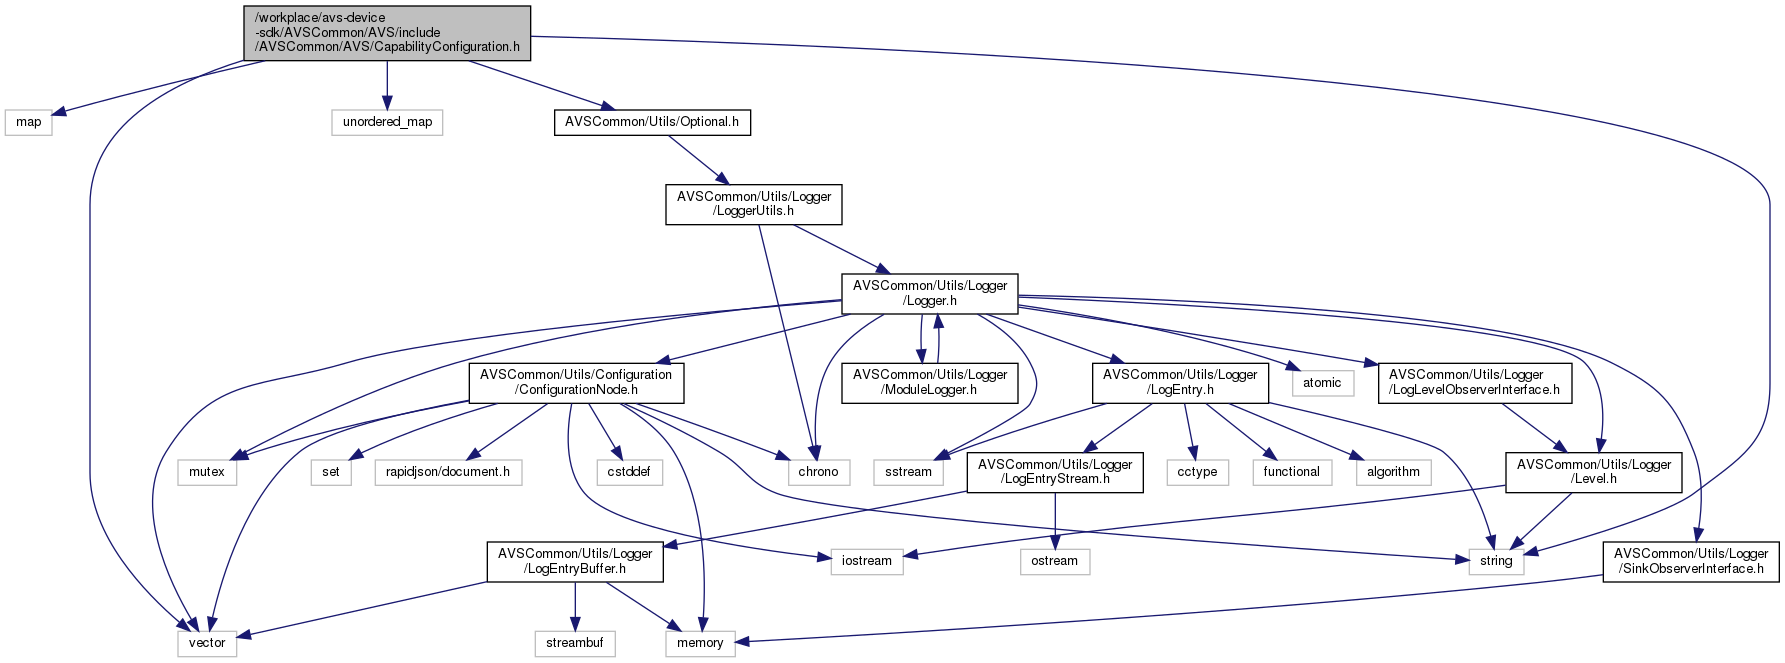 /workplace/avs-device
-sdk/AVSCommon/AVS/include
/AVSCommon/AVS/CapabilityConfiguration.h
map
unordered_map
AVSCommon/Utils/Optional.h
AVSCommon/Utils/Logger
/LoggerUtils.h
AVSCommon/Utils/Logger
/Logger.h
AVSCommon/Utils/Configuration
/ConfigurationNode.h
AVSCommon/Utils/Logger
/ModuleLogger.h
AVSCommon/Utils/Logger
/LogEntry.h
atomic
AVSCommon/Utils/Logger
/LogLevelObserverInterface.h
mutex
set
rapidjson/document.h
cstddef
chrono
sstream
AVSCommon/Utils/Logger
/LogEntryStream.h
cctype
functional
algorithm
AVSCommon/Utils/Logger
/Level.h
AVSCommon/Utils/Logger
/LogEntryBuffer.h
iostream
ostream
string
AVSCommon/Utils/Logger
/SinkObserverInterface.h
vector
streambuf
memory